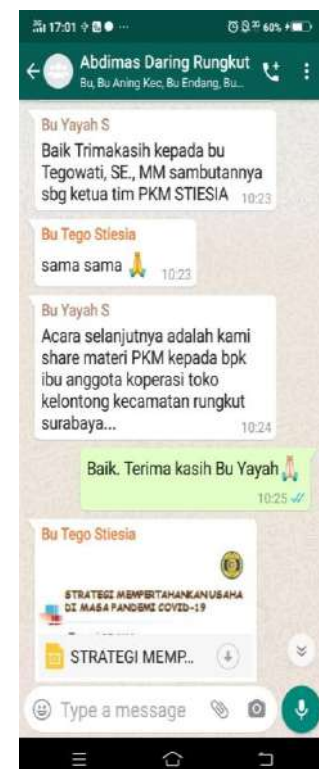 17:01
60%
Abdimas Daring Rungkut
Bu, Bu Aning Kec, Bu Endang, Bu...
Bu Yayah S
Baik Trimakasih kepada bu
Tegowati, SE., MM sambutannya
sbg ketua tim PKM STIESIA 10:23
Bu Tego Stiesia
sama sama 🙏 10:23
Bu Yayah S
Acara selanjutnya adalah kami
share materi PKM kepada bpk
ibu anggota koperasi toko
kelontong kecamatan rungkut
surabaya...
10:24
Baik. Terima kasih Bu Yayah🙏
10:25
Bu Tego Stiesia
STRATEGI MEMPERTAHANKAN USAHA
DI MASA PANDEMI COVID-19
STRATEGI MEMP...
Type a message